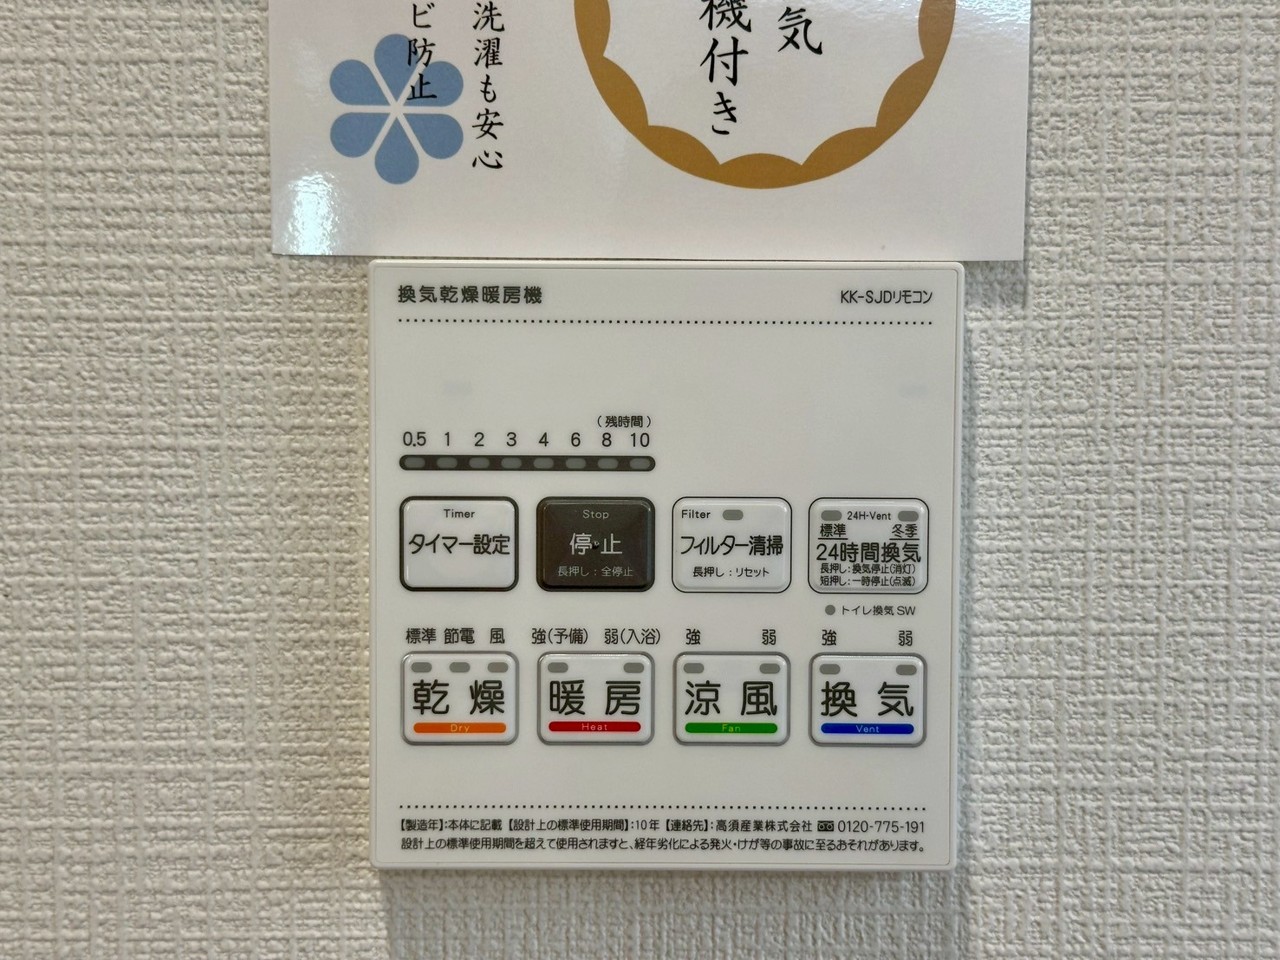 気
機付き
洗濯も安心
ビ防止
換気乾燥暖房機
KK-SJDリモコン
(残時間)
0.5 1 2 3 4 6 8 10
Timer
タイマー設定
Stop
停止
長押し:全停止
Filter
フィルター清掃
長押し:リセット
24H-Vent
標準 冬季
24時間換気
長押し:換気停止(消灯)
短押し:一時停止(点滅)
トイレ換気SW
標準 節電 風
乾燥
Dry
強(予備) 弱(入浴)
暖房
Heat
強 弱
涼風
Fan
強 弱
換気
Vent
【製造年】:本体に記載【設計上の標準使用期間】:10年【連絡先】:高須産業株式会社 0120-775-191
設計上の標準使用期間を超えて使用されますと、経年劣化による発火・けが等の事故に至るおそれがあります。